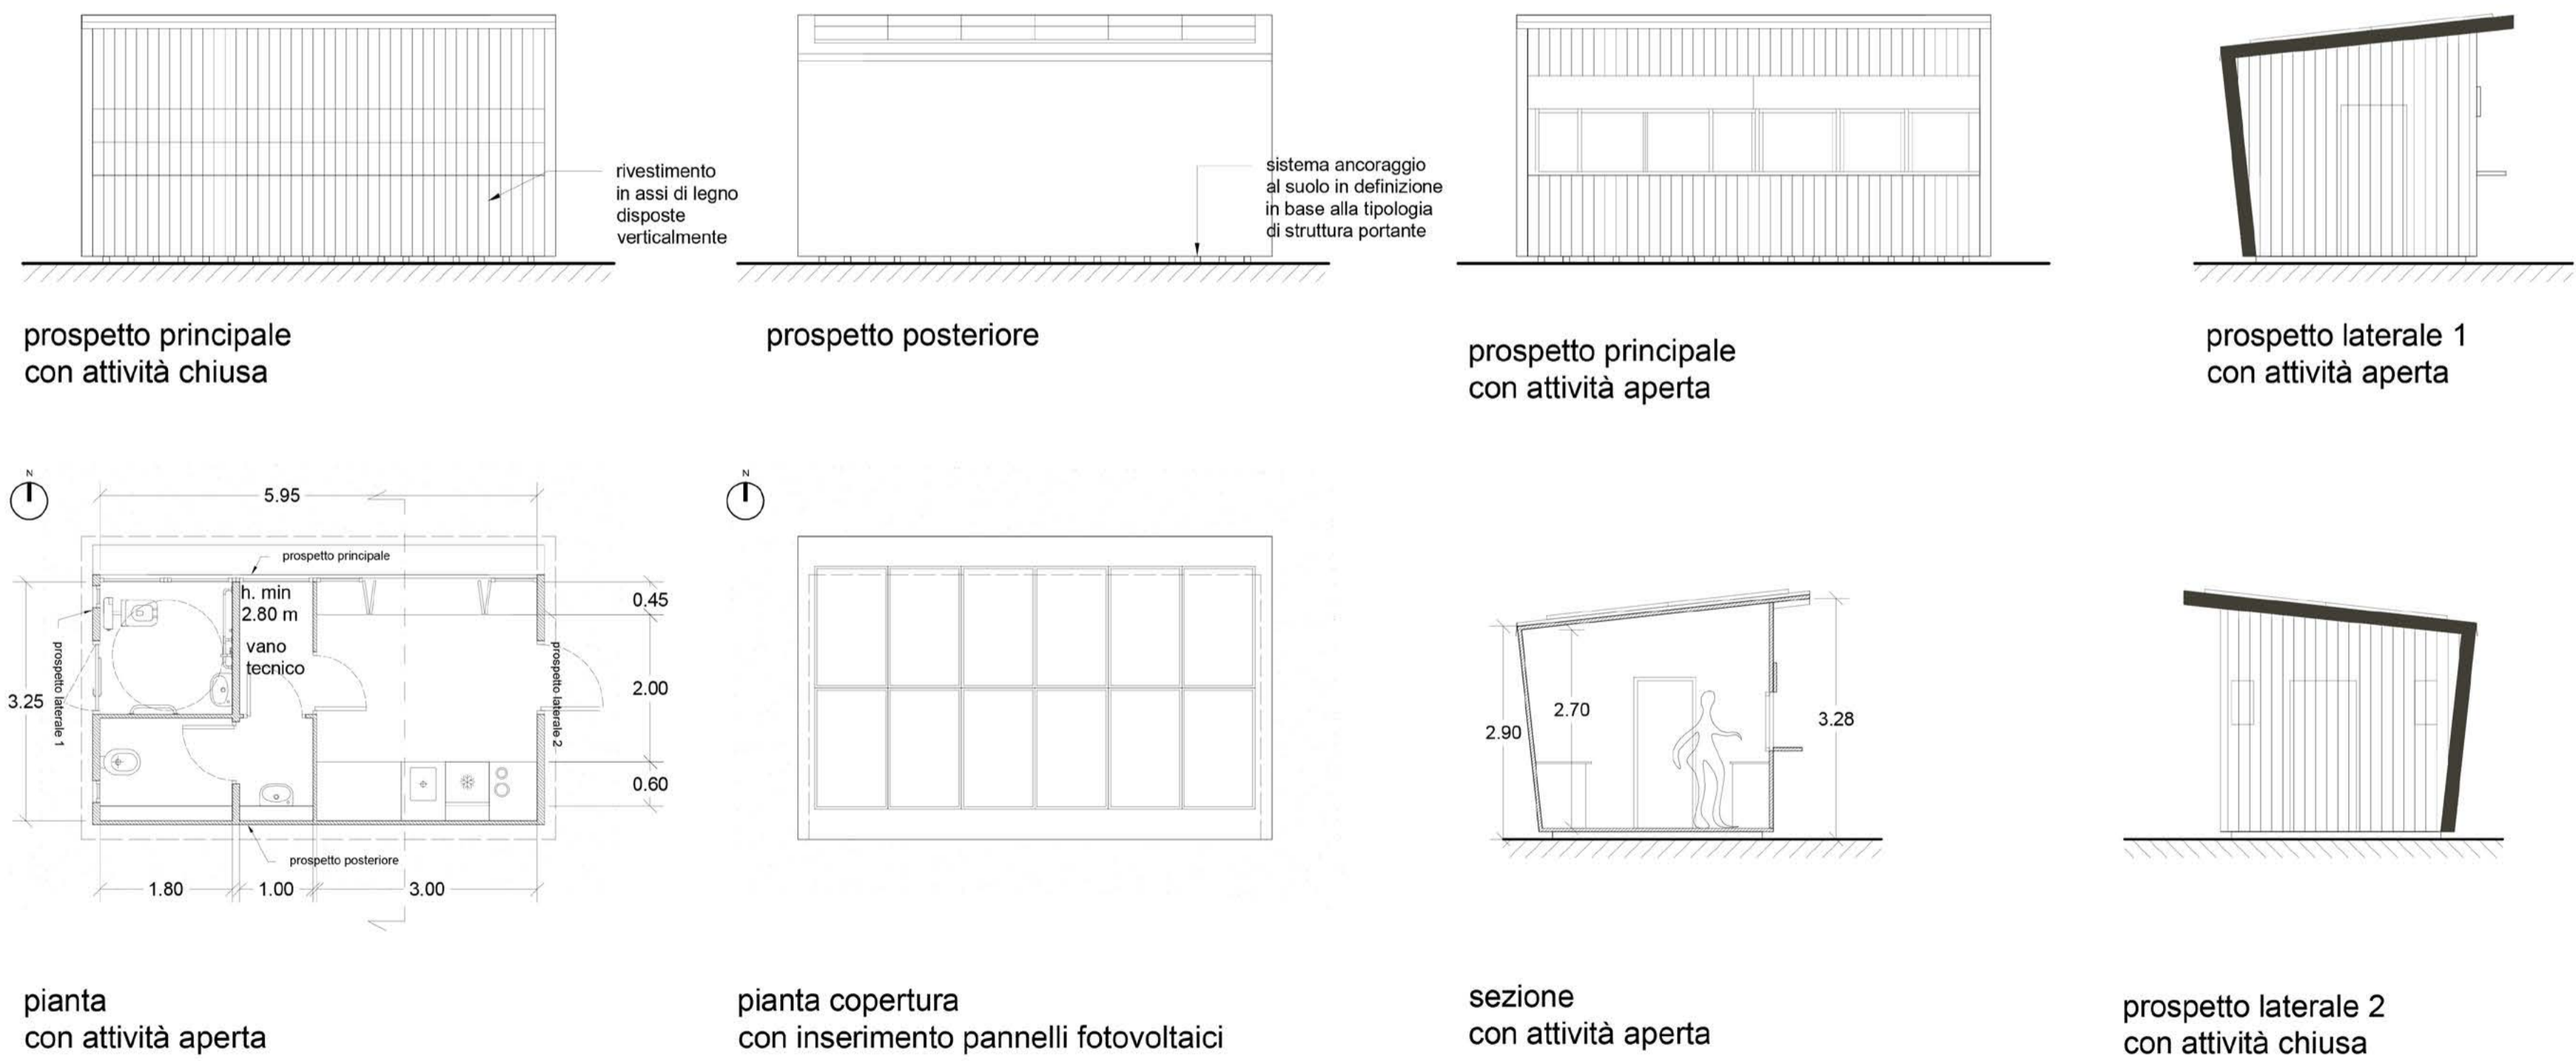 rivestimento
in assi di legno
disposte
verticalmente
prospetto principale
con attività chiusa
sistema ancoraggio
al suolo in definizione
in base alla tipologia
di struttura portante
prospetto posteriore
prospetto principale
con attività aperta
prospetto laterale 1
con attività aperta
N
5.95
prospetto principale
h. min
2.80 m
vano
tecnico
prospetto laterale 1
prospetto laterale 2
3.25
0.45
2.00
0.60
prospetto posteriore
1.80
1.00
3.00
pianta
con attività aperta
N
pianta copertura
con inserimento pannelli fotovoltaici
2.90
2.70
3.28
sezione
con attività aperta
prospetto laterale 2
con attività chiusa